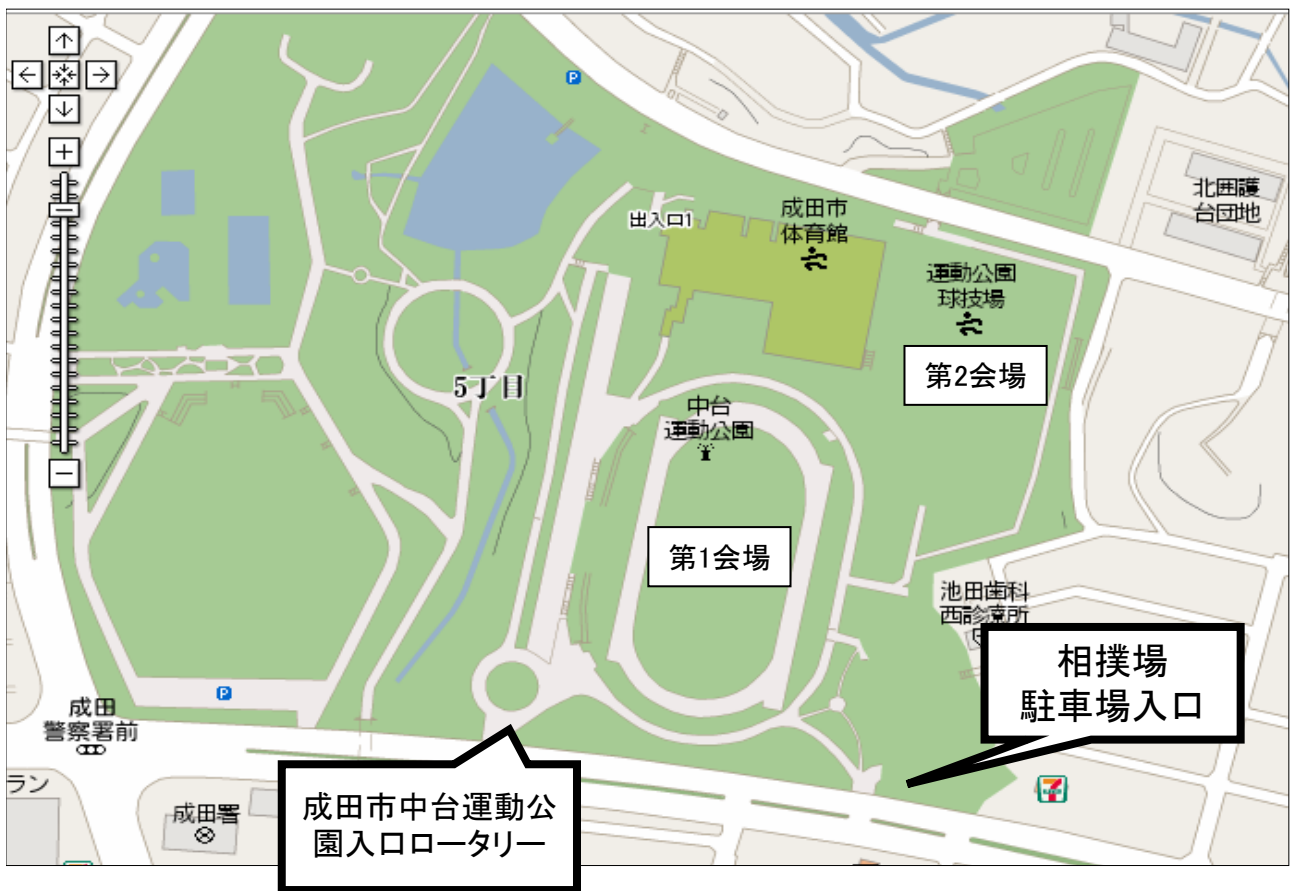 P
出入口1
成田市
体育館
北囲護
台団地
運動公園
球技場
第2会場
5丁目
中台
運動公園
第1会場
池田歯科
西診療所
相撲場
駐車場入口
P
成田
警察署前
ラン
成田署
成田市中台運動公
園入口ロータリー